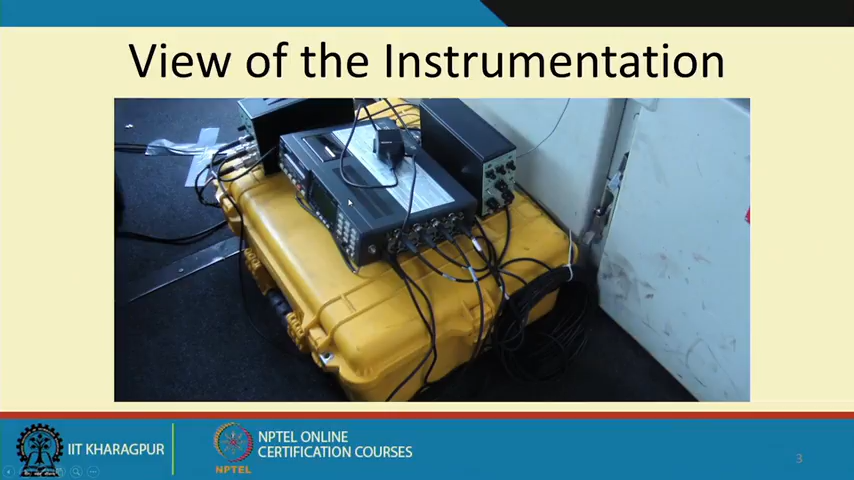 View of the Instrumentation
IIT KHARAGPUR
NPTEL
NPTEL ONLINE
CERTIFICATION COURSES
3